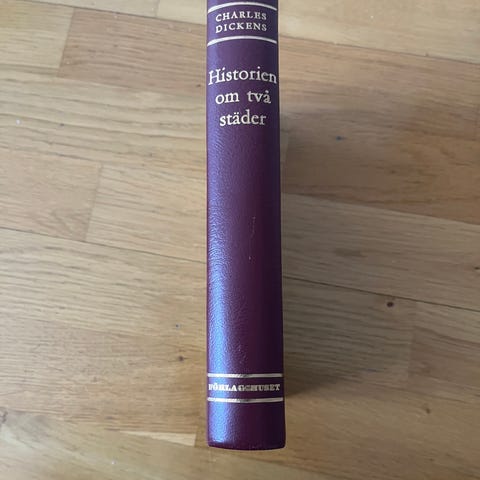 CHARLES
DICKENS
Historien
om två
städer
FÖRLAGSHUSET